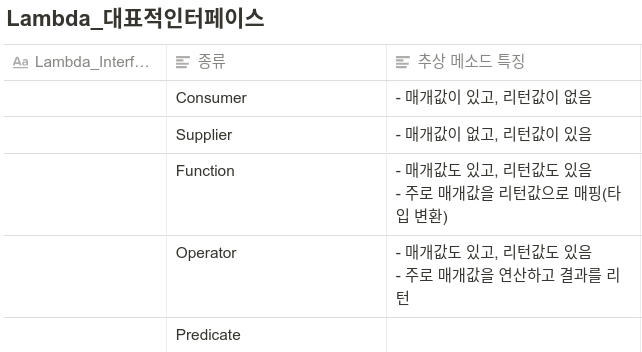 Lambda_대표적인터페이스
Aa Lambda_Interf... 종류 추상 메소드 특징
Consumer - 매개값이 있고, 리턴값이 없음
Supplier - 매개값이 없고, 리턴값이 있음
Function - 매개값도 있고, 리턴값도 있음
- 주로 매개값을 리턴값으로 매핑(타
입 변환)
Operator - 매개값도 있고, 리턴값도 있음
- 주로 매개값을 연산하고 결과를 리
턴
Predicate